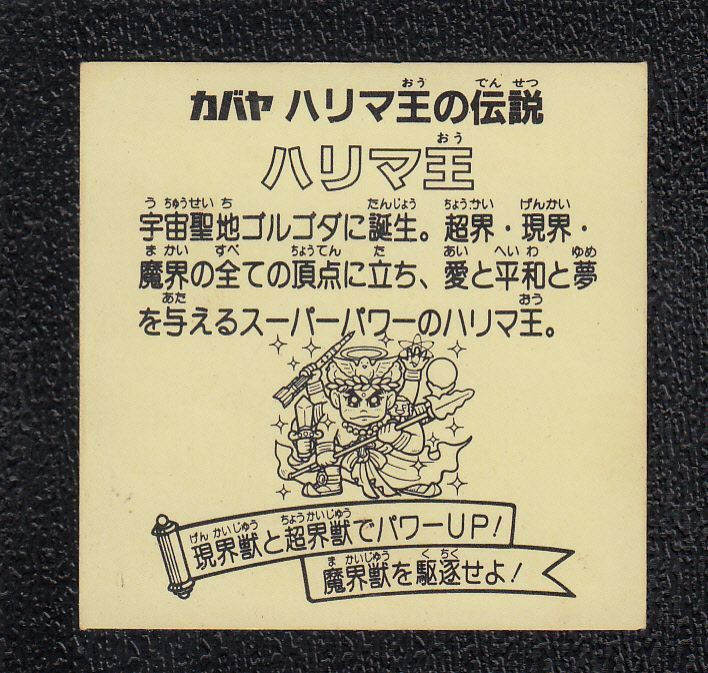 カバヤ ハリマ王の伝説
ハリマ王
宇宙聖地ゴルゴダに誕生。超界・現界・
魔界の全ての頂点に立ち、愛と平和と夢
を与えるスーパーパワーのハリマ王。
現界獣と超界獣でパワーUP!
魔界獣を駆逐せよ!